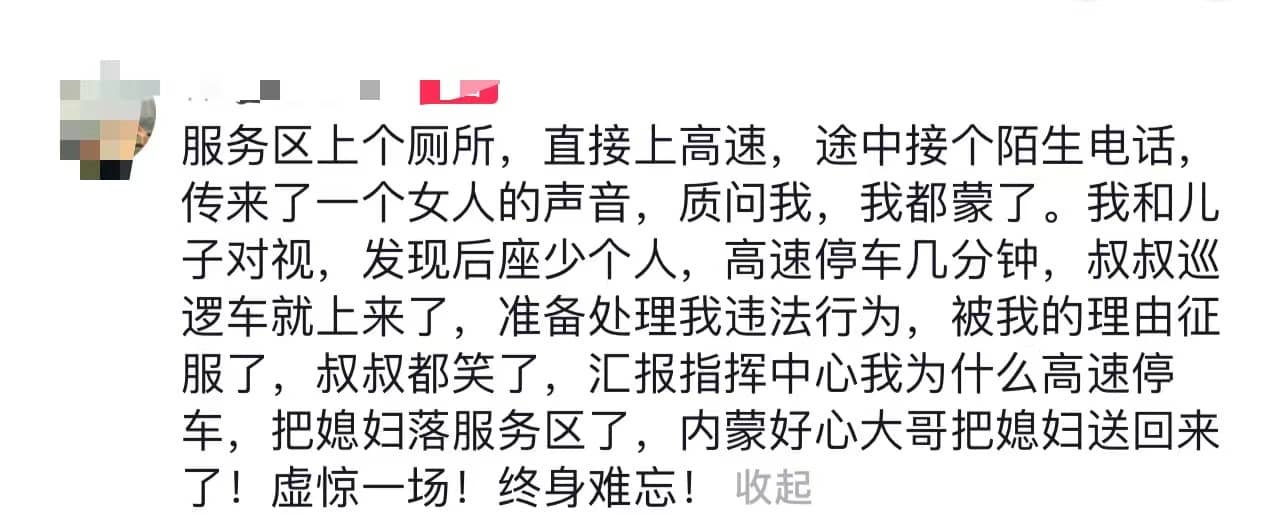 服务区上个厕所，直接上高速，途中接个陌生电话，
传来了一个女人的声音，质问我，我都蒙了。我和儿
子对视，发现后座少个人，高速停车几分钟，叔叔巡
逻车就上来了，准备处理我违法行为，被我的理由征
服了，叔叔都笑了，汇报指挥中心我为什么高速停
车，把媳妇落服务区了，内蒙好心大哥把媳妇送回来
了！虚惊一场！终身难忘！ 收起